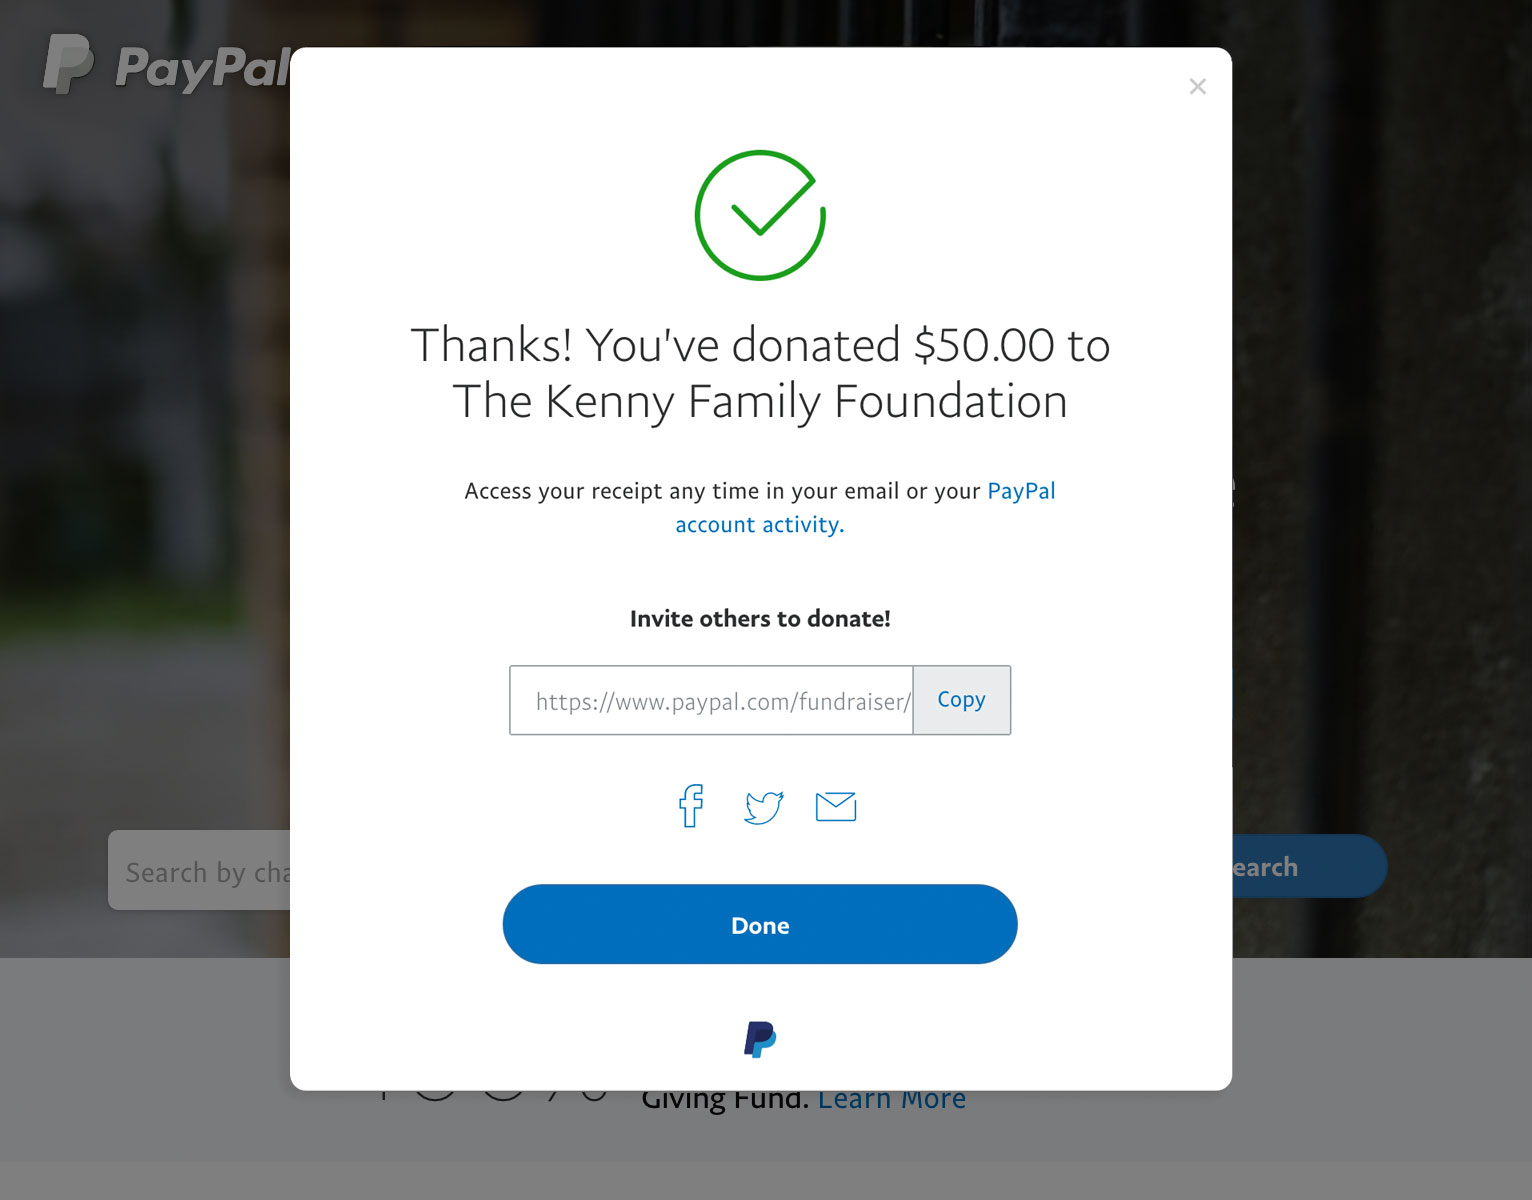 PayPal
Thanks! You've donated $50.00 to
The Kenny Family Foundation
Access your receipt any time in your email or your PayPal
account activity.
Invite others to donate!
https://www.paypal.com/fundraiser/
Copy
Search by cha
earch
Done
Giving Fund. Learn More